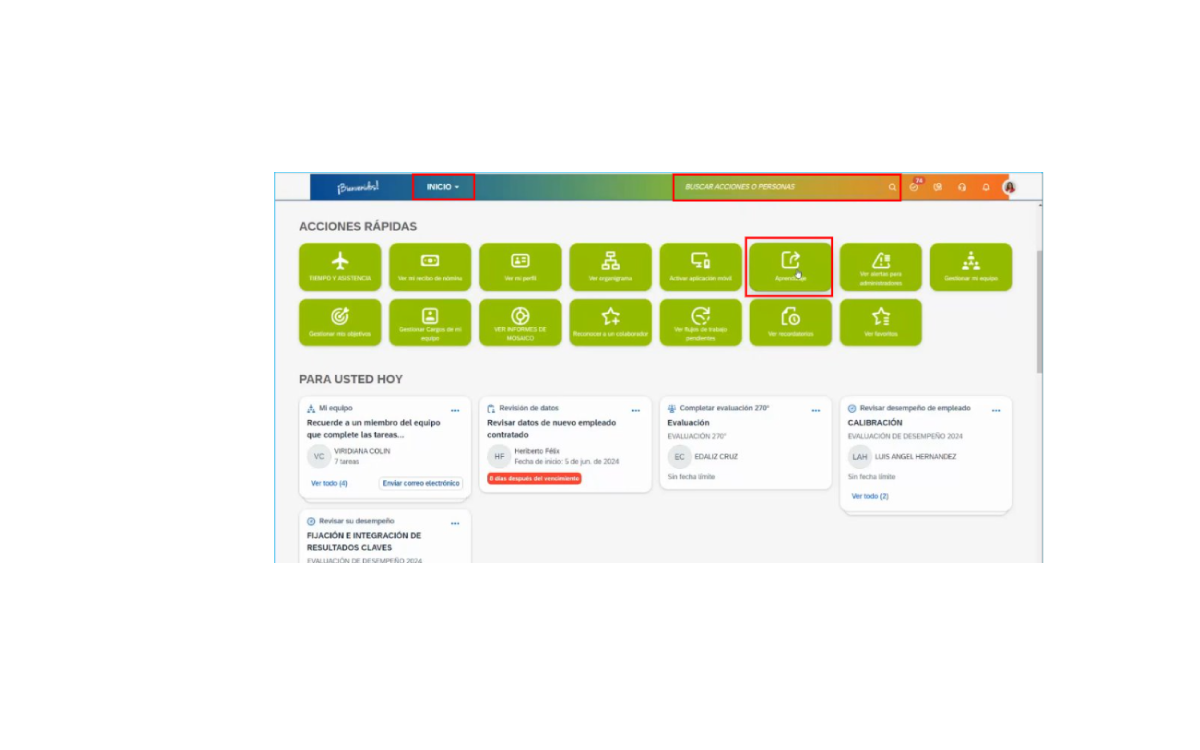 ¡Bienvenidos!
INICIO
BUSCAR ACCIONES O PERSONAS
74
ACCIONES RÁPIDAS
TIEMPO Y ASISTENCIA
Ver mi recibo de nómina
Ver mi perfil
Ver organigrama
Activar aplicación móvil
Aprendizaje
Ver alertas para
administradores
Gestionar mi equipo
Gestionar mis objetivos
Gestionar Cargos de mi
equipo
VER INFORMES DE
MOSAICO
Reconocer a un colaborador
Ver flujos de trabajo
pendientes
Ver recordatorios
Ver favoritos
PARA USTED HOY
Mi equipo
Recuerde a un miembro del equipo
que complete las tareas...
VC
VIRIDIANA COLIN
7 tareas
Ver todo (4)
Enviar correo electrónico
Revisión de datos
Revisar datos de nuevo empleado
contratado
HF
Heriberto Félix
Fecha de inicio: 5 de jun. de 2024
6 días después del vencimiento
Completar evaluación 270°
Evaluación
EVALUACIÓN 270°
EC
EDALIZ CRUZ
Sin fecha límite
Revisar desempeño de empleado
CALIBRACIÓN
EVALUACIÓN DE DESEMPEÑO 2024
LAH
LUIS ANGEL HERNANDEZ
Sin fecha límite
Ver todo (2)
Revisar su desempeño
FIJACIÓN E INTEGRACIÓN DE
RESULTADOS CLAVES
EVALUACIÓN DE DESEMPEÑO 2024